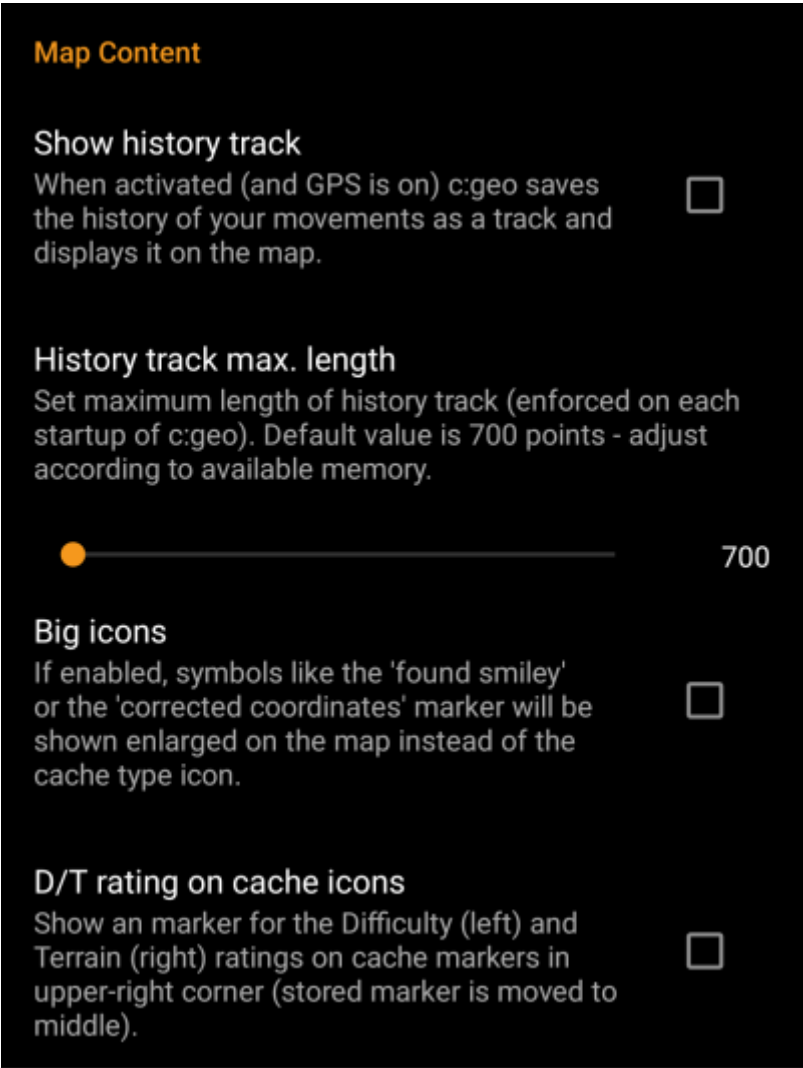 Map Content
Show history track
When activated (and GPS is on) c:geo saves
the history of your movements as a track and
displays it on the map.
History track max. length
Set maximum length of history track (enforced on each
startup of c:geo). Default value is 700 points - adjust
according to available memory.
700
Big icons
If enabled, symbols like the 'found smiley'
or the 'corrected coordinates' marker will be
shown enlarged on the map instead of the
cache type icon.
D/T rating on cache icons
Show an marker for the Difficulty (left) and
Terrain (right) ratings on cache markers in
upper-right corner (stored marker is moved to
middle).